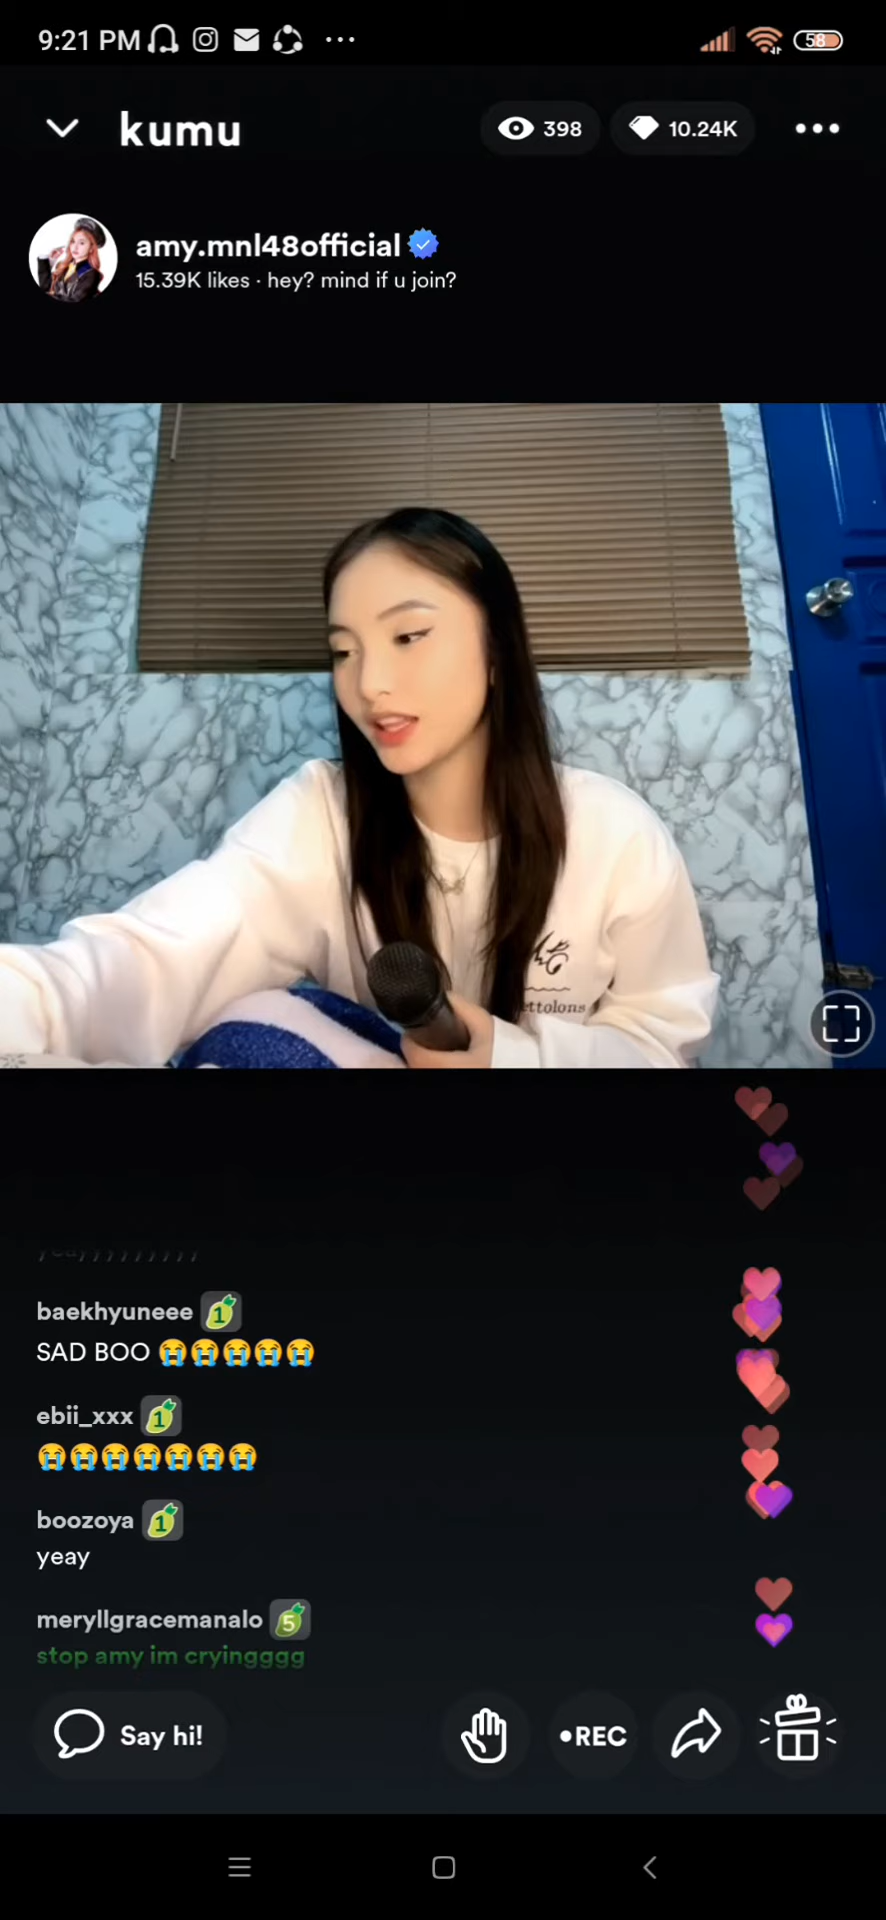 9:21 PM
58
kumu
398
10.24K
amy.mnl48official
15.39K likes · hey? mind if u join?
ettolons
baekhyuneee 1
SAD BOO 😭😭😭😭😭
ebii_xxx 1
😭😭😭😭😭😭😭
boozoya 1
yeay
meryllgracemanalo 5
stop amy im cryingggg
Say hi!
•REC